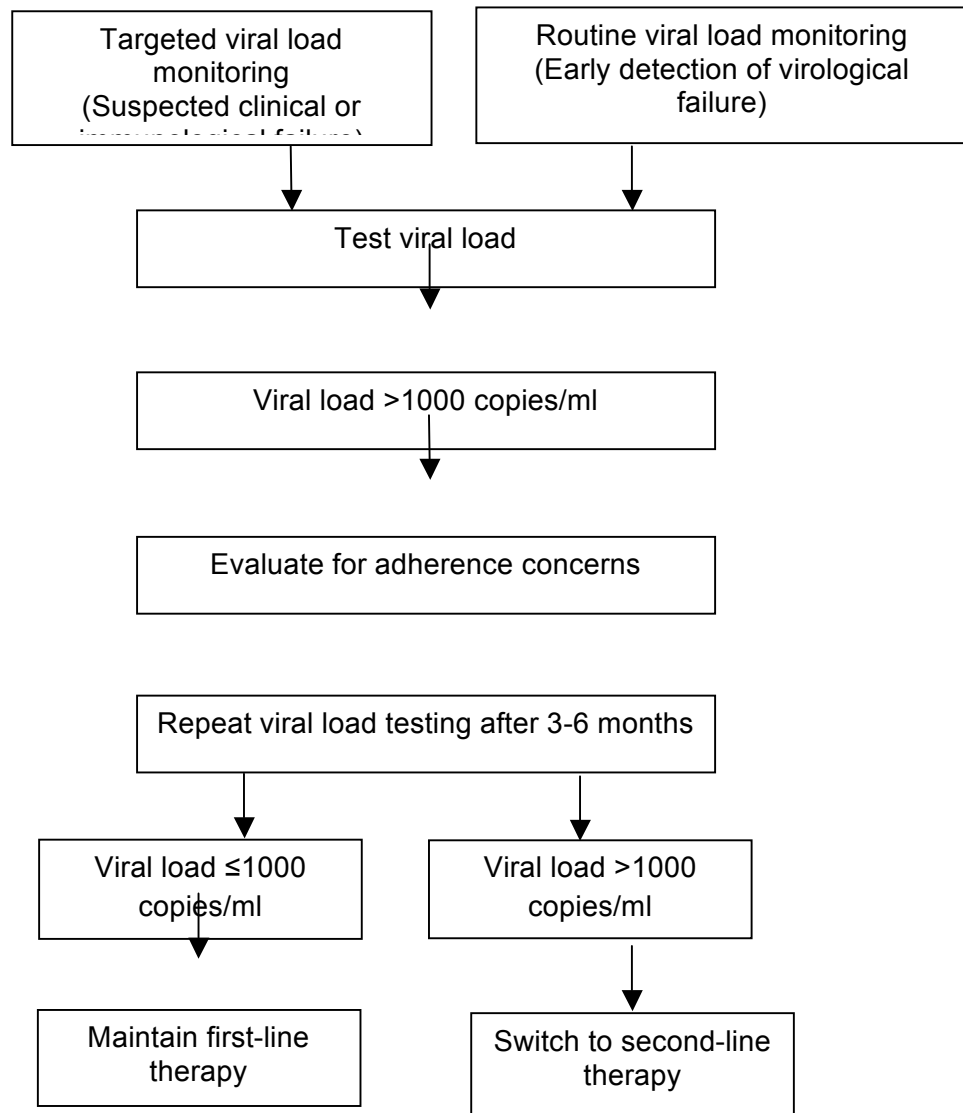 Targeted viral load
monitoring
(Suspected clinical or
immunological failure)
Routine viral load monitoring
(Early detection of virological
failure)
Test viral load
Viral load >1000 copies/ml
Evaluate for adherence concerns
Repeat viral load testing after 3-6 months
Viral load ≤1000
copies/ml
Viral load >1000
copies/ml
Maintain first-line
therapy
Switch to second-line
therapy